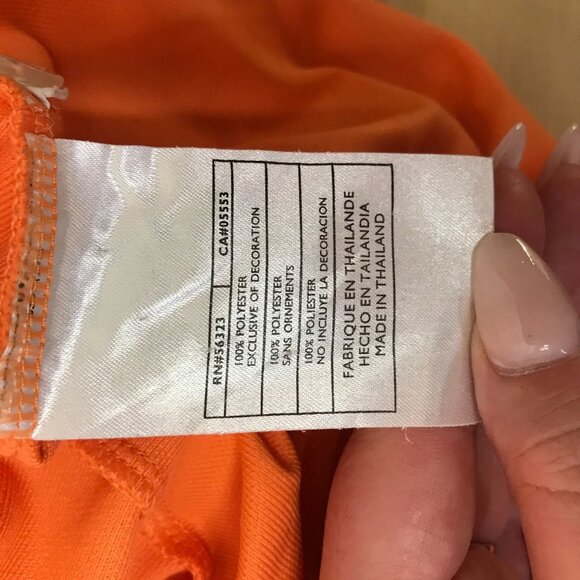 RN#56323 CA#05553
100% POLYESTER
EXCLUSIVE OF DECORATION
100% POLYESTER
SANS ORNEMENTS
100% POLIESTER
NO INCLUYE LA DECORACION
FABRIQUE EN THAILANDE
HECHO EN TAILANDIA
MADE IN THAILAND